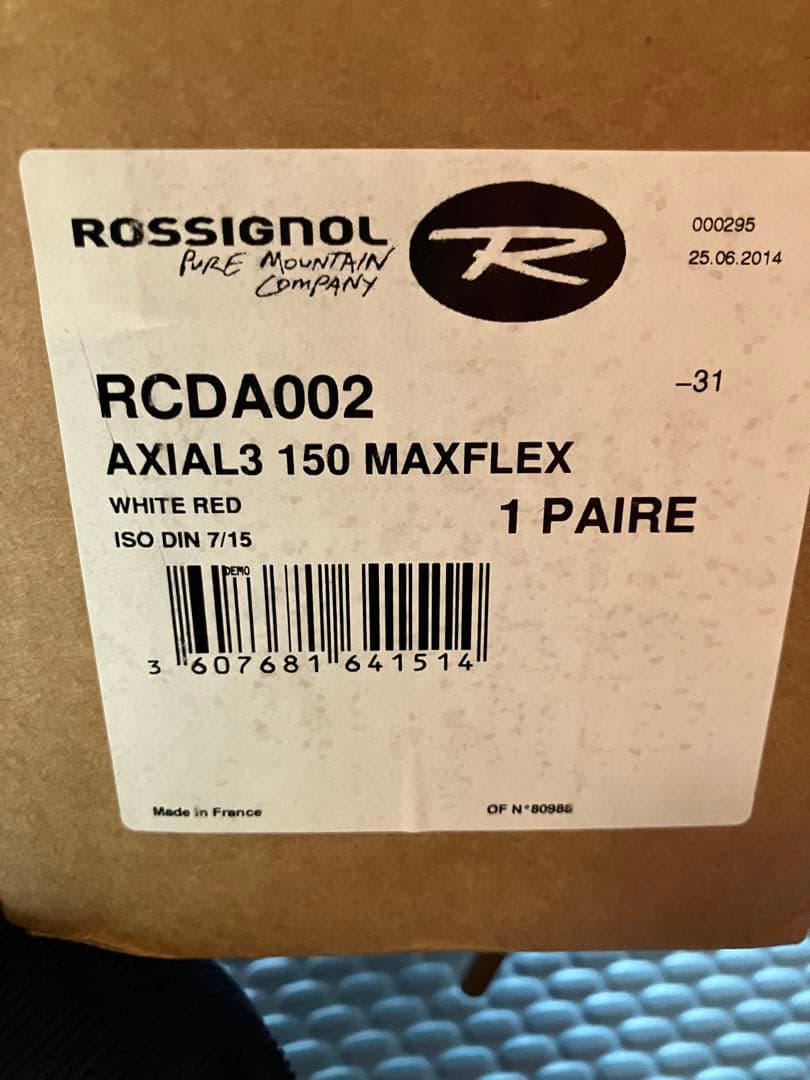 ROSSIGNOL
PURE MOUNTAIN
COMPANY
R
000295
25.06.2014
RCDA002
-31
AXIAL3 150 MAXFLEX
WHITE RED
1 PAIRE
ISO DIN 7/15
DEMO
3 607681 641514
Made in France
OF N°80988